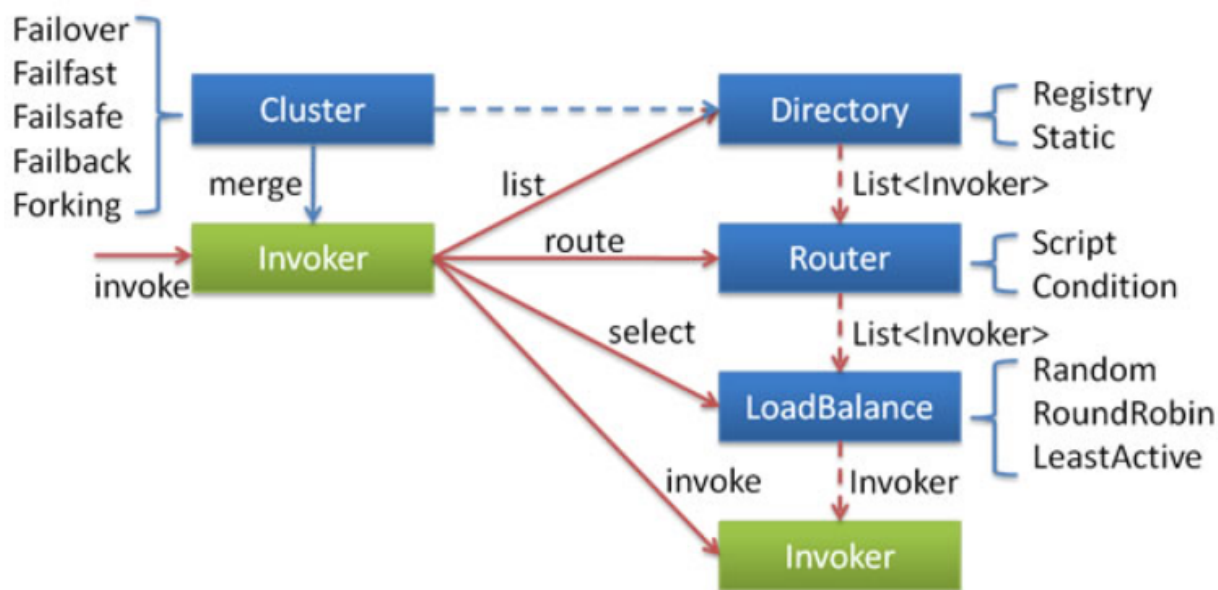 Failover
Failfast
Failsafe
Failback
Forking
Cluster
Directory
Registry
Static
merge
list
List<Invoker>
invoke
Invoker
route
Router
Script
Condition
select
List<Invoker>
LoadBalance
Random
RoundRobin
LeastActive
invoke
Invoker
Invoker